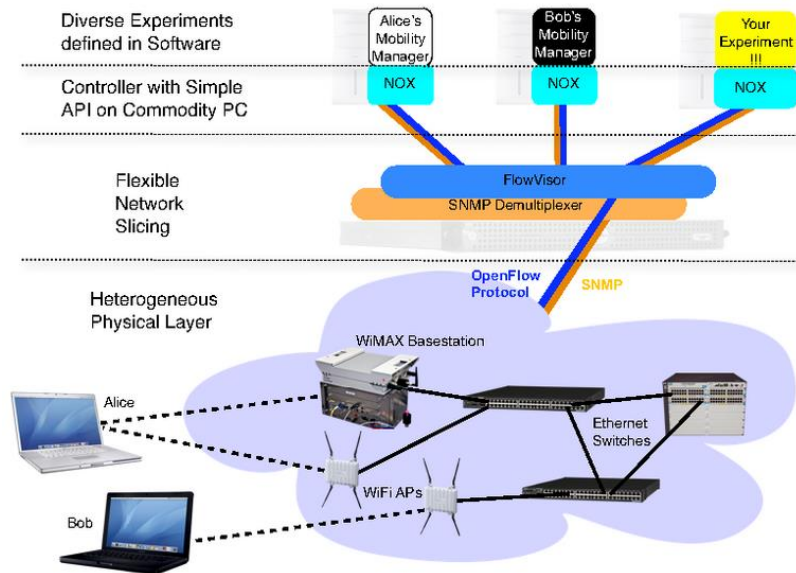 Diverse Experiments
defined in Software
Alice's
Mobility
Manager
Bob's
Mobility
Manager
Your
Experiment
!!!
Controller with Simple
API on Commodity PC
NOX
NOX
NOX
Flexible
Network
Slicing
FlowVisor
SNMP Demultiplexer
OpenFlow
Protocol
SNMP
Heterogeneous
Physical Layer
WiMAX Basestation
Alice
Ethernet
Switches
WiFi APs
Bob